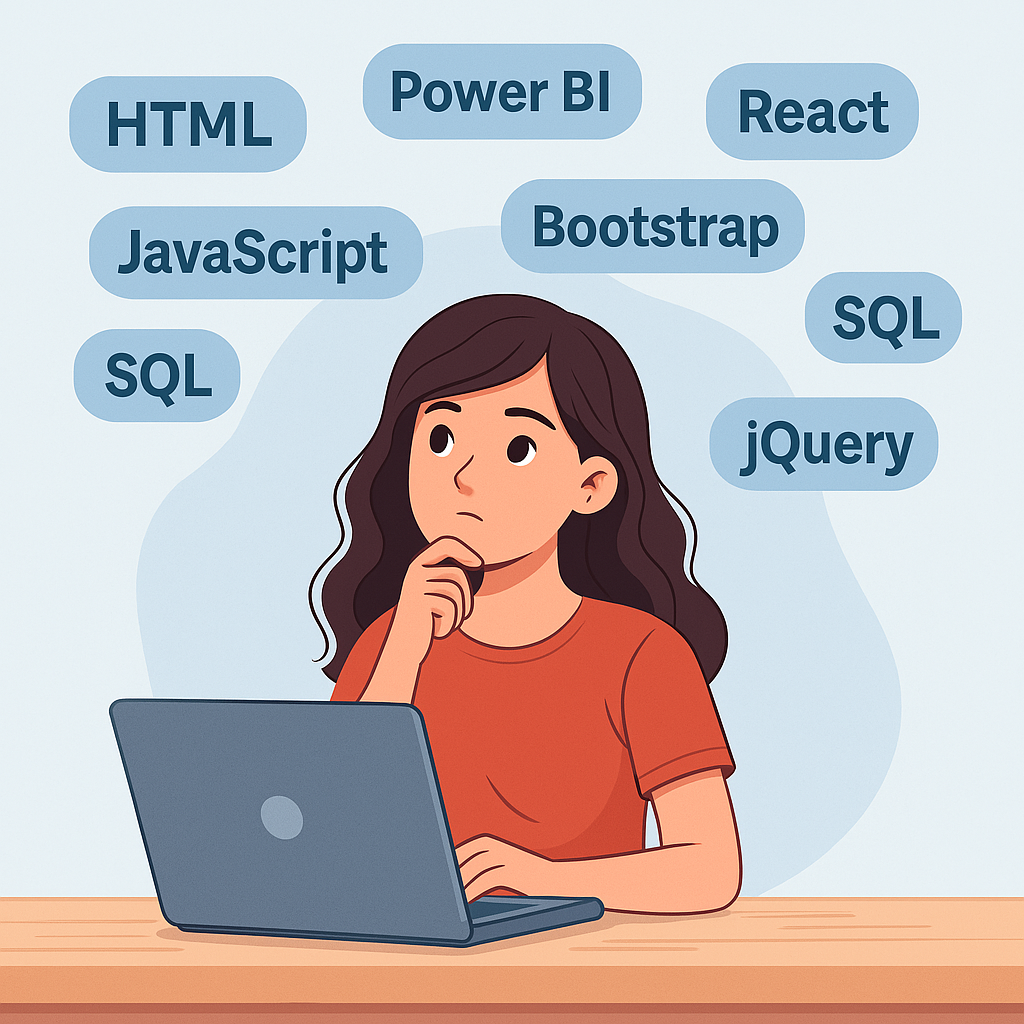 HTML
Power BI
React
JavaScript
Bootstrap
SQL
SQL
jQuery